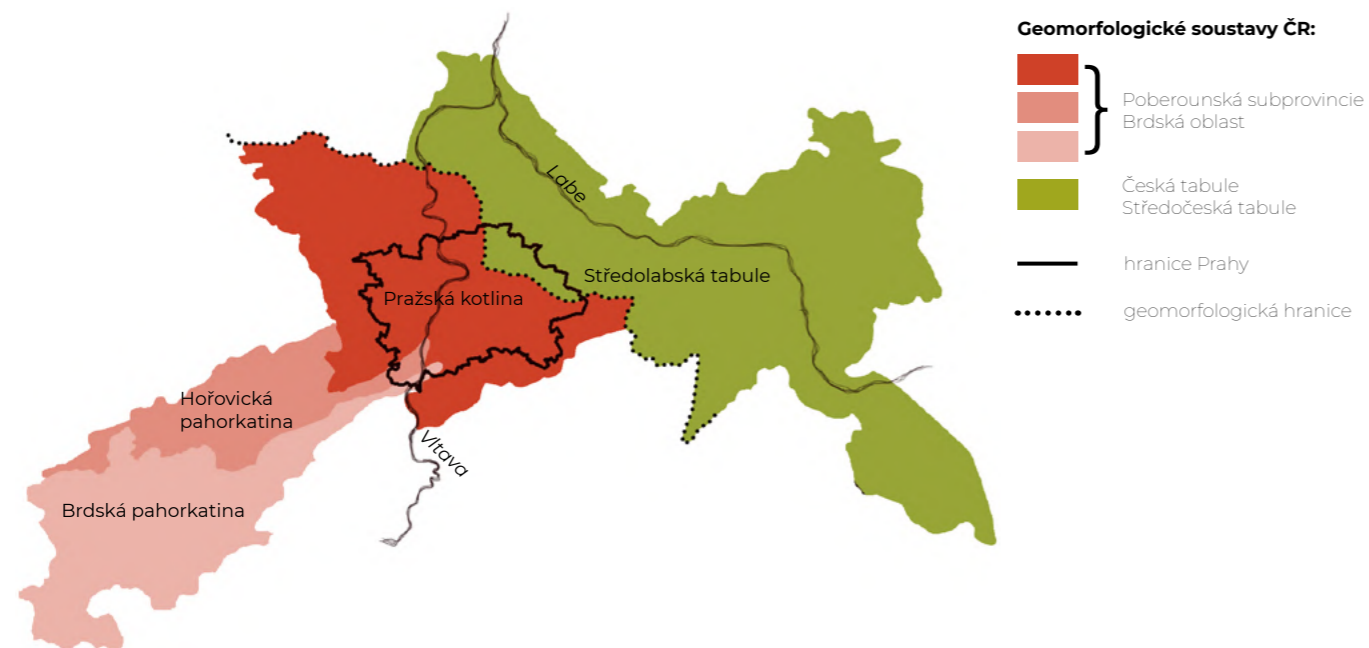 Geomorfologické soustavy ČR:
Poberounská subprovincie
Brdská oblast
Česká tabule
Středočeská tabule
hranice Prahy
geomorfologická hranice
Labe
Středolabská tabule
Pražská kotlina
Hořovická
pahorkatina
Vltava
Brdská pahorkatina